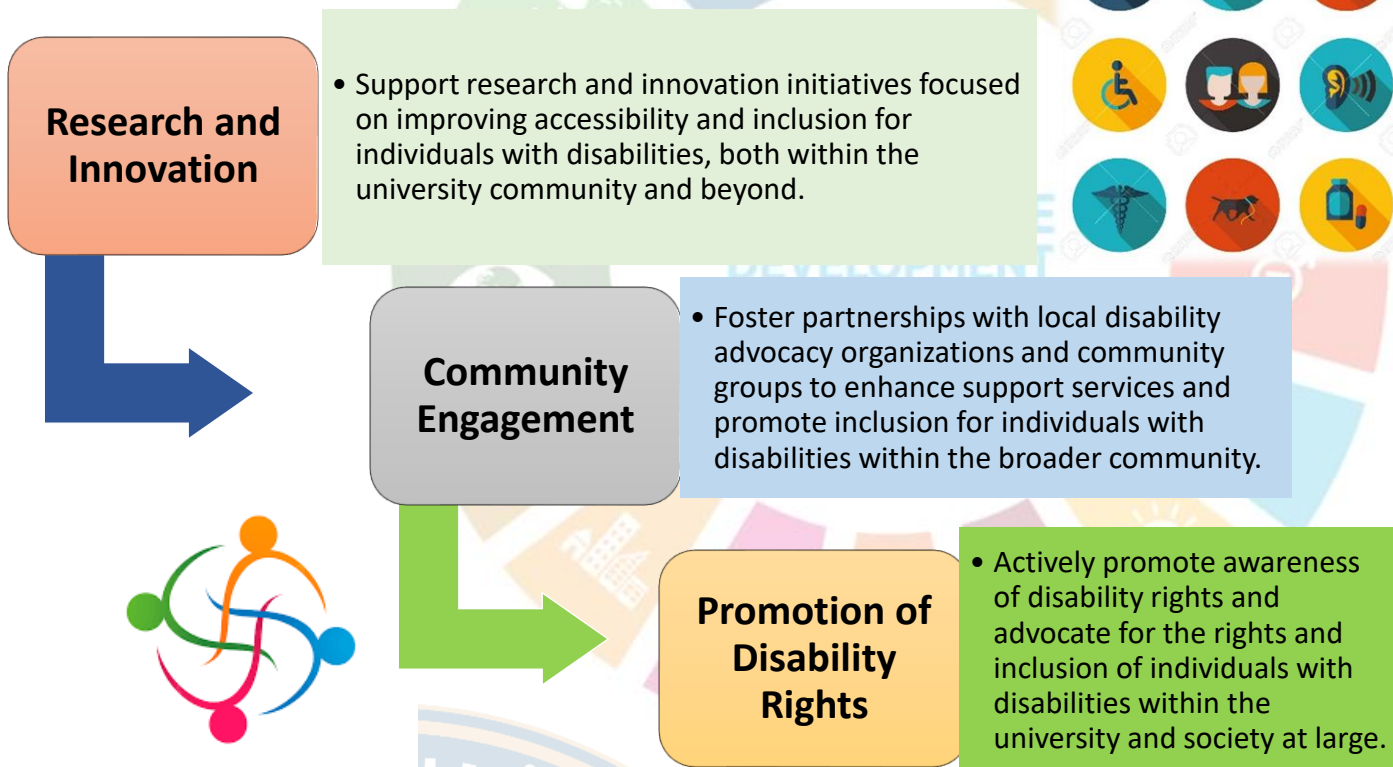 Research and
Innovation
• Support research and innovation initiatives focused
on improving accessibility and inclusion for
individuals with disabilities, both within the
university community and beyond.
DEVELOPMENT
Community
Engagement
• Foster partnerships with local disability
advocacy organizations and community
groups to enhance support services and
promote inclusion for individuals with
disabilities within the broader community.
Promotion of
Disability
Rights
• Actively promote awareness
of disability rights and
advocate for the rights and
inclusion of individuals with
disabilities within the
university and society at large.